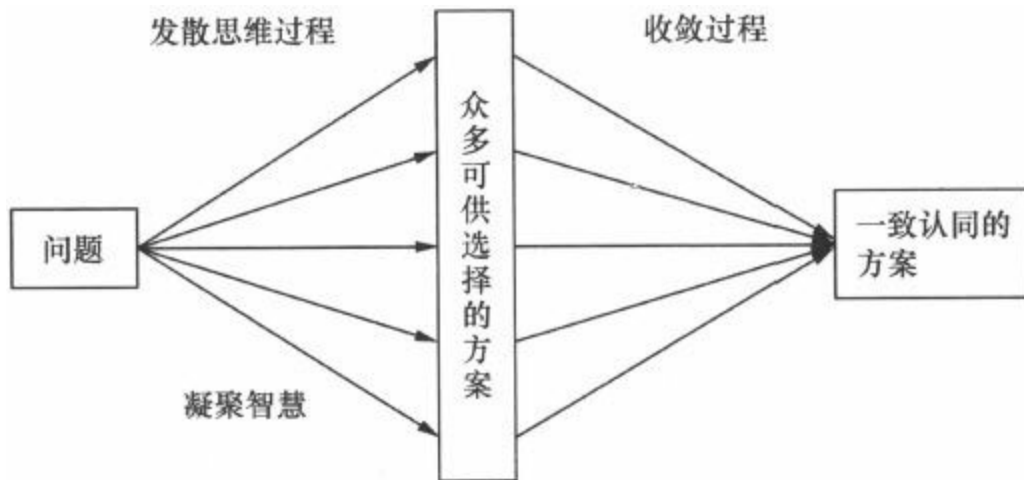 发散思维过程
收敛过程
问题
众多可供选择的方案
一致认同的
方案
凝聚智慧